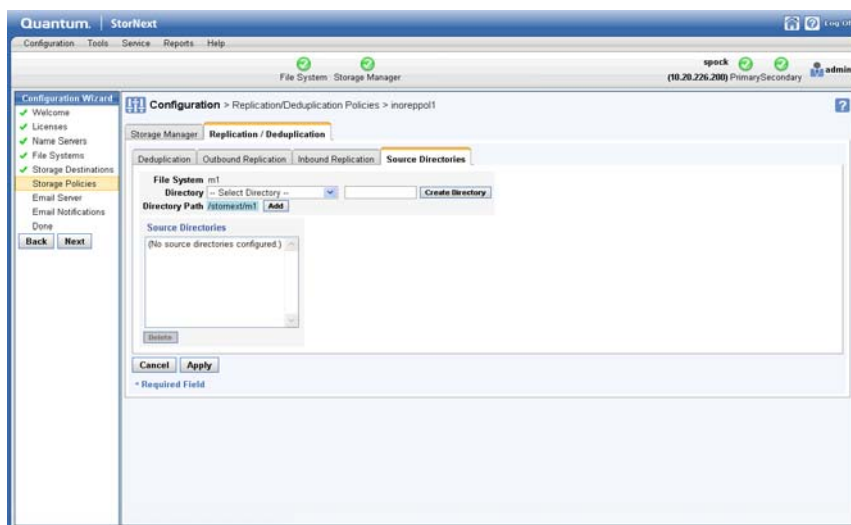 Quantum. | StorNext
Log Of
Configuration Tools Service Reports Help
File System Storage Manager
spock
(10.20.226.200) Primary Secondary
admin
Configuration Wizard
Welcome
Licenses
Name Servers
File Systems
Storage Destinations
Storage Policies
Email Server
Email Notifications
Done
Back Next
Configuration > Replication/Deduplication Policies > inoreppol1
?
Storage Manager Replication / Deduplication
Deduplication Outbound Replication Inbound Replication Source Directories
File System m1
Directory -- Select Directory -- Create Directory
Directory Path /stornext/m1 Add
Source Directories
(No source directories configured.)
Delete
Cancel Apply
* Required Field